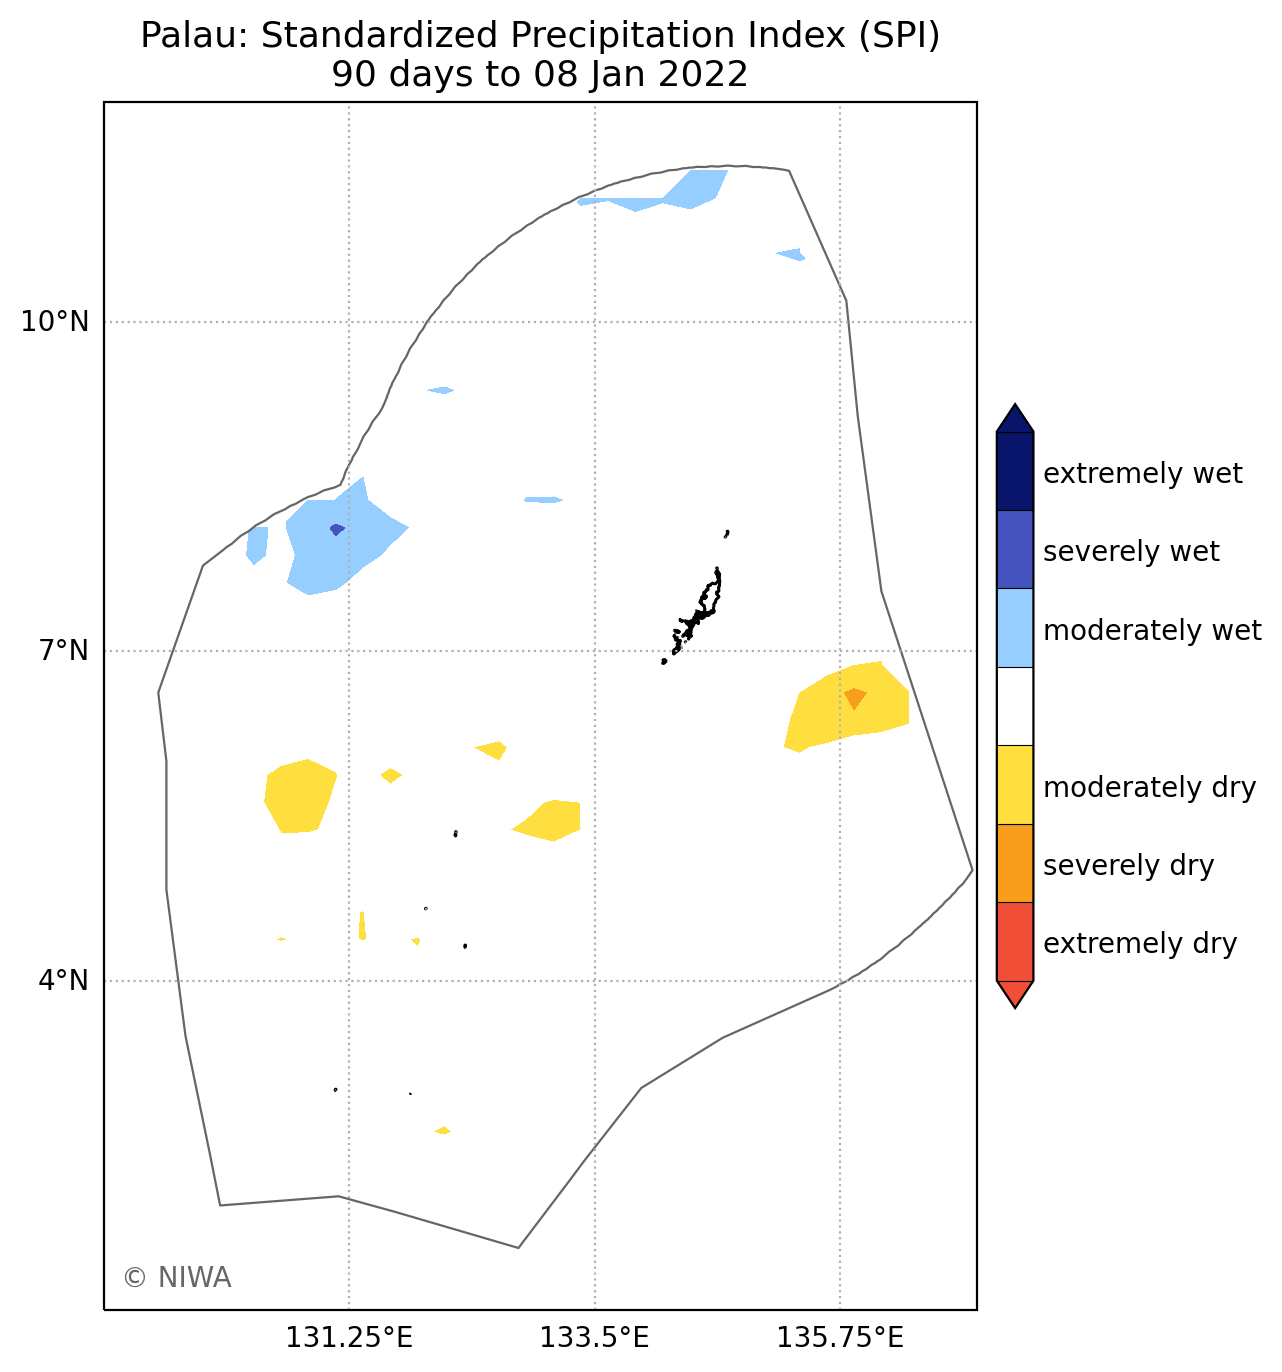 Palau: Standardized Precipitation Index (SPI)
90 days to 08 Jan 2022
10°N
7°N
4°N
131.25°E
133.5°E
135.75°E
extremely wet
severely wet
moderately wet
moderately dry
severely dry
extremely dry
© NIWA